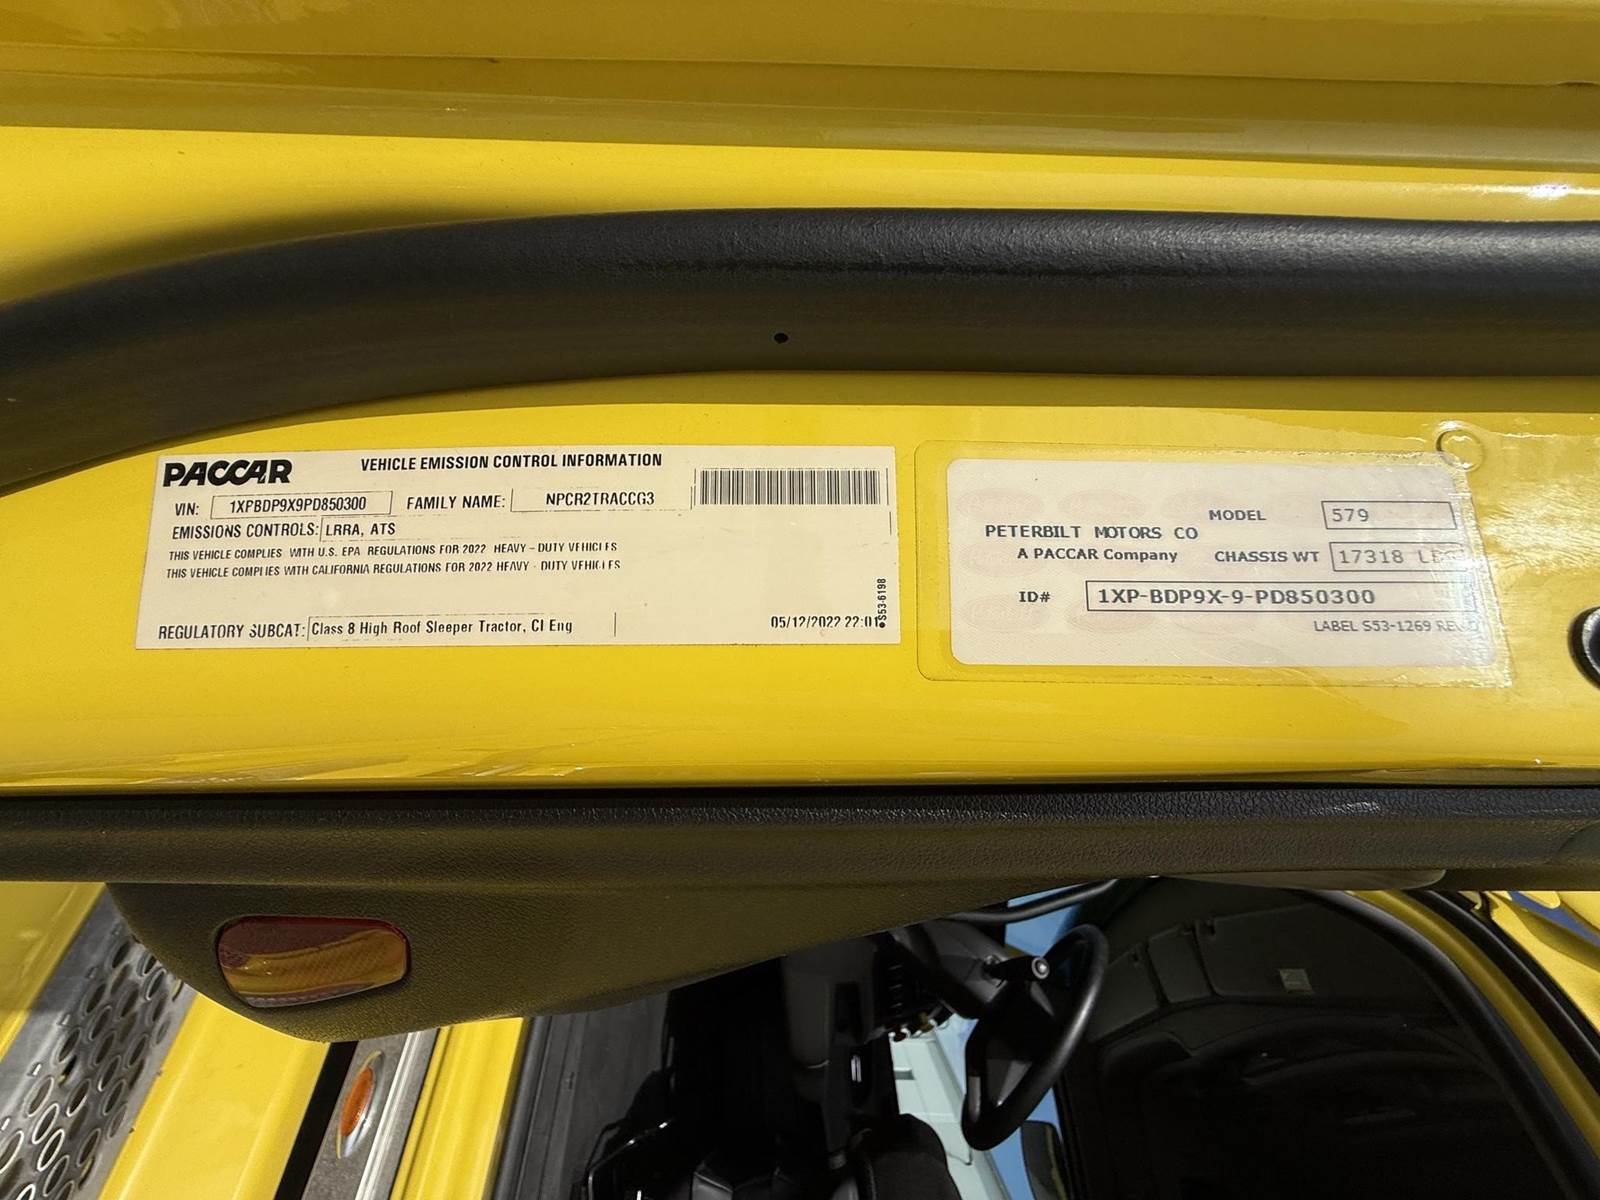 PACCAR
VEHICLE EMISSION CONTROL INFORMATION
VIN: 1XPBDP9X9PD850300 FAMILY NAME: NPCR2TRACCG3
EMISSIONS CONTROLS: LRRA, ATS
THIS VEHICLE COMPLIES WITH U.S. EPA REGULATIONS FOR 2022 HEAVY - DUTY VEHICLES
THIS VEHICLE COMPLIES WITH CALIFORNIA REGULATIONS FOR 2022 HEAVY - DUTY VEHICLES
REGULATORY SUBCAT: Class 8 High Roof Sleeper Tractor, CI Eng
05/12/2022 22:01
S53-6198
PETERBILT MOTORS CO
A PACCAR Company
MODEL 579
CHASSIS WT 17318
ID# 1XP-BDP9X-9-PD850300
LABEL S53-1269